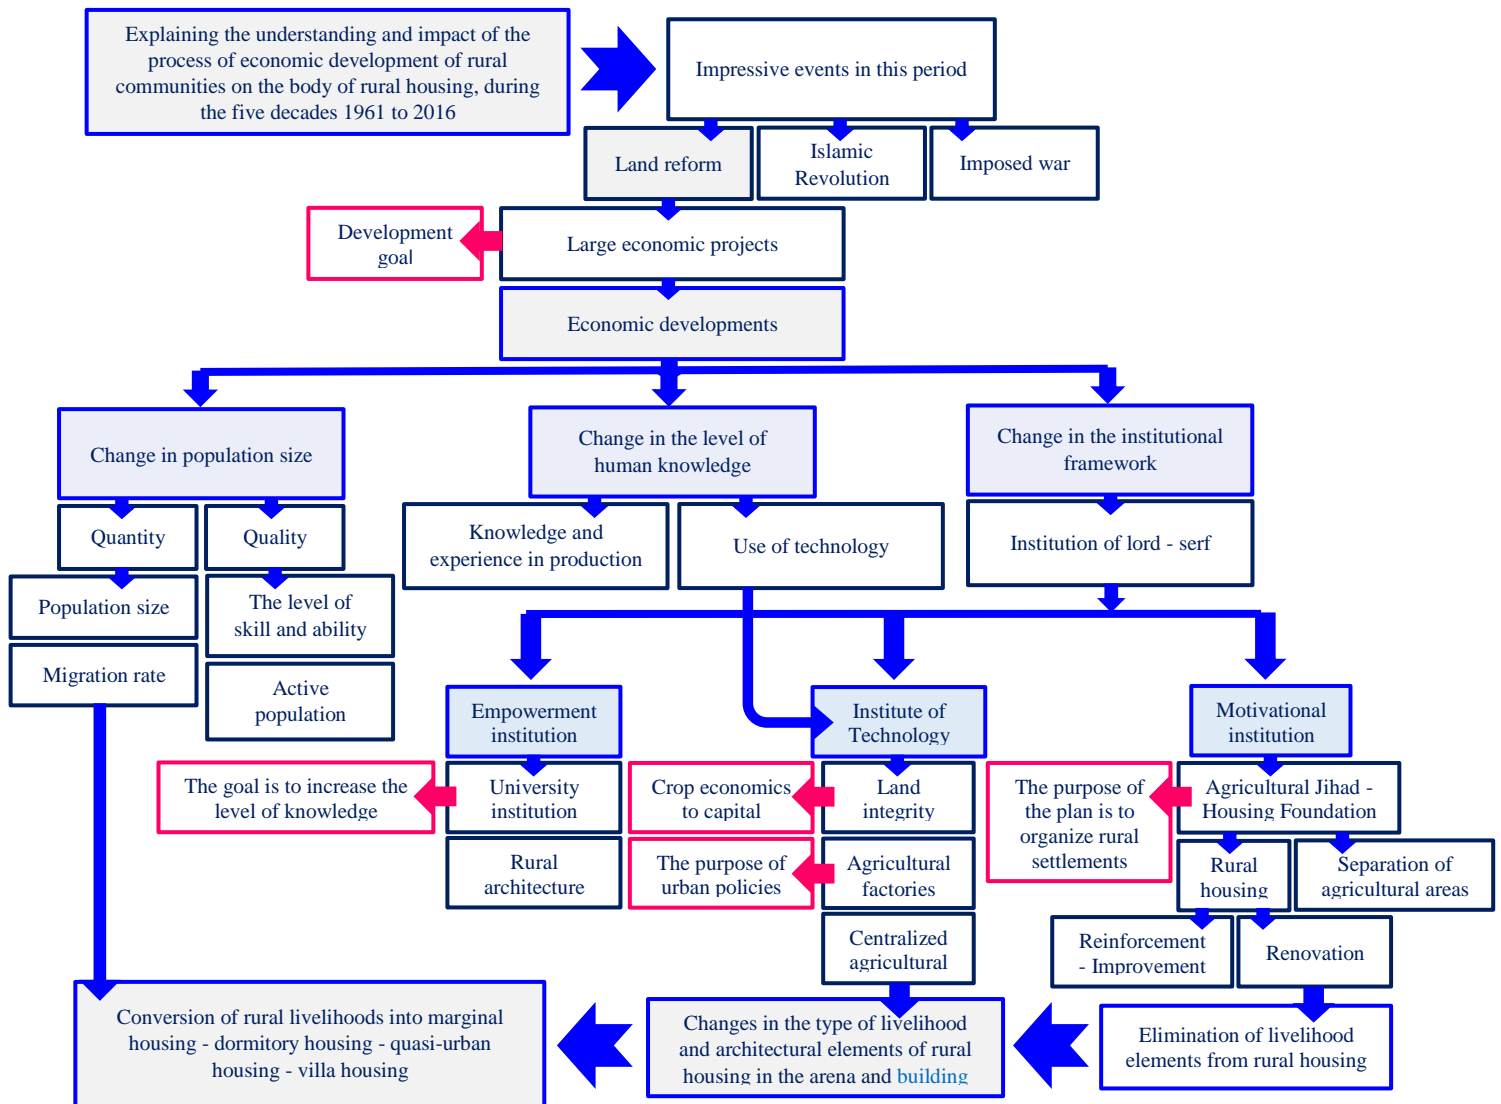 Explaining the understanding and impact of the
process of economic development of rural
communities on the body of rural housing, during
the five decades 1961 to 2016
Impressive events in this period
Land reform
Islamic
Revolution
Imposed war
Development
goal
Large economic projects
Economic developments
Change in population size
Change in the level of
human knowledge
Change in the institutional
framework
Quantity
Quality
Knowledge and
experience in production
Use of technology
Institution of lord - serf
Population size
The level of
skill and ability
Migration rate
Active
population
Empowerment
institution
Institute of
Technology
Motivational
institution
The goal is to increase the
level of knowledge
University
institution
Crop economics
to capital
Land
integrity
The purpose of
the plan is to
organize rural
settlements
Agricultural Jihad -
Housing Foundation
Rural
architecture
The purpose of
urban policies
Agricultural
factories
Rural
housing
Separation of
agricultural areas
Centralized
agricultural
Reinforcement
- Improvement
Renovation
Conversion of rural livelihoods into marginal
housing - dormitory housing - quasi-urban
housing - villa housing
Changes in the type of livelihood
and architectural elements of rural
housing in the arena and building
Elimination of livelihood
elements from rural housing